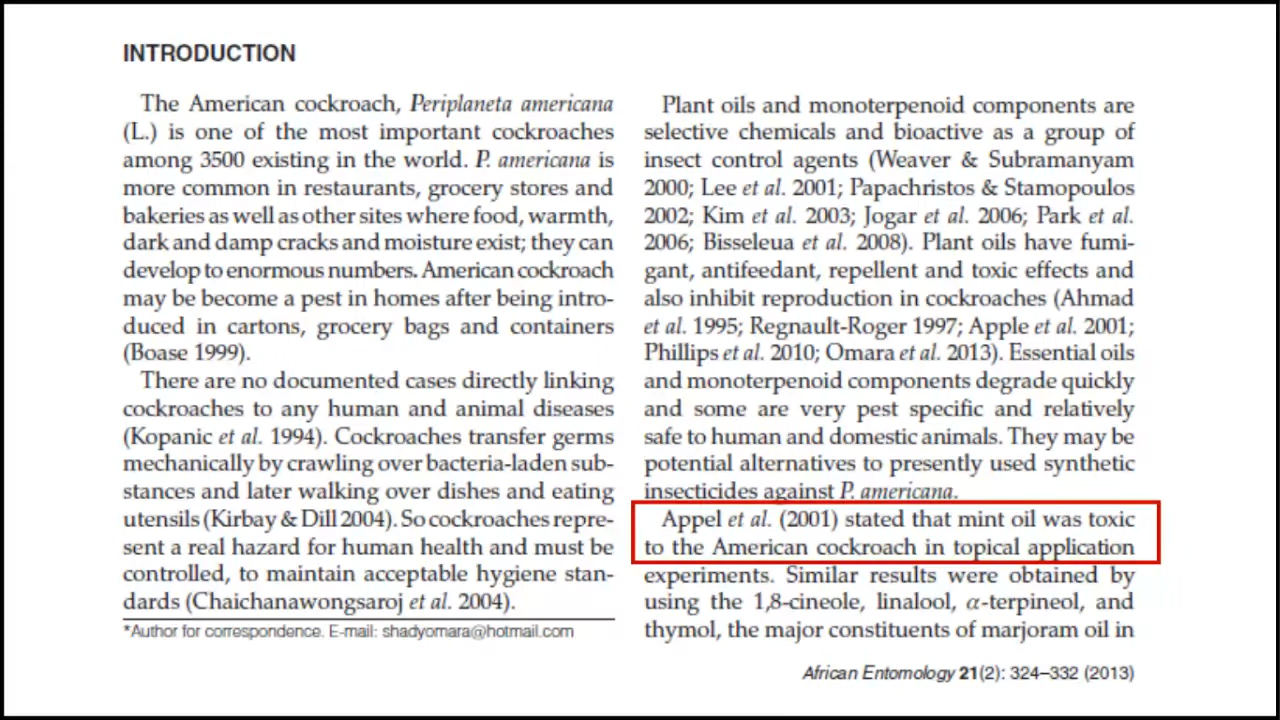 INTRODUCTION
The American cockroach, Periplaneta americana
(L.) is one of the most important cockroaches
among 3500 existing in the world. P. americana is
more common in restaurants, grocery stores and
bakeries as well as other sites where food, warmth,
dark and damp cracks and moisture exist; they can
develop to enormous numbers. American cockroach
may be become a pest in homes after being intro-
duced in cartons, grocery bags and containers
(Boase 1999).
There are no documented cases directly linking
cockroaches to any human and animal diseases
(Kopanic et al. 1994). Cockroaches transfer germs
mechanically by crawling over bacteria-laden sub-
stances and later walking over dishes and eating
utensils (Kirbay & Dill 2004). So cockroaches repre-
sent a real hazard for human health and must be
controlled, to maintain acceptable hygiene stan-
dards (Chaichanawongsaroj et al. 2004).
*Author for correspondence. E-mail: shadyomara@hotmail.com
Plant oils and monoterpenoid components are
selective chemicals and bioactive as a group of
insect control agents (Weaver & Subramanyam
2000; Lee et al. 2001; Papachristos & Stamopoulos
2002; Kim et al. 2003; Jogar et al. 2006; Park et al.
2006; Bisseleua et al. 2008). Plant oils have fumi-
gant, antifeedant, repellent and toxic effects and
also inhibit reproduction in cockroaches (Ahmad
et al. 1995; Regnault-Roger 1997; Apple et al. 2001;
Phillips et al. 2010; Omara et al. 2013). Essential oils
and monoterpenoid components degrade quickly
and some are very pest specific and relatively
safe to human and domestic animals. They may be
potential alternatives to presently used synthetic
insecticides against P. americana.
Appel et al. (2001) stated that mint oil was toxic
to the American cockroach in topical application
experiments. Similar results were obtained by
using the 1,8-cineole, linalool, α-terpineol, and
thymol, the major constituents of marjoram oil in
African Entomology 21(2): 324–332 (2013)